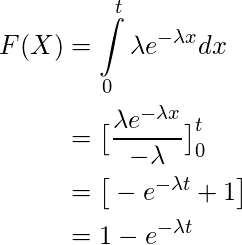 F(X) = ∫₀ᵗ λe^{-λx}dx
= [λe^{-λx}/-λ]₀ᵗ
= [ - e^{-λt} + 1]
= 1 - e^{-λt}